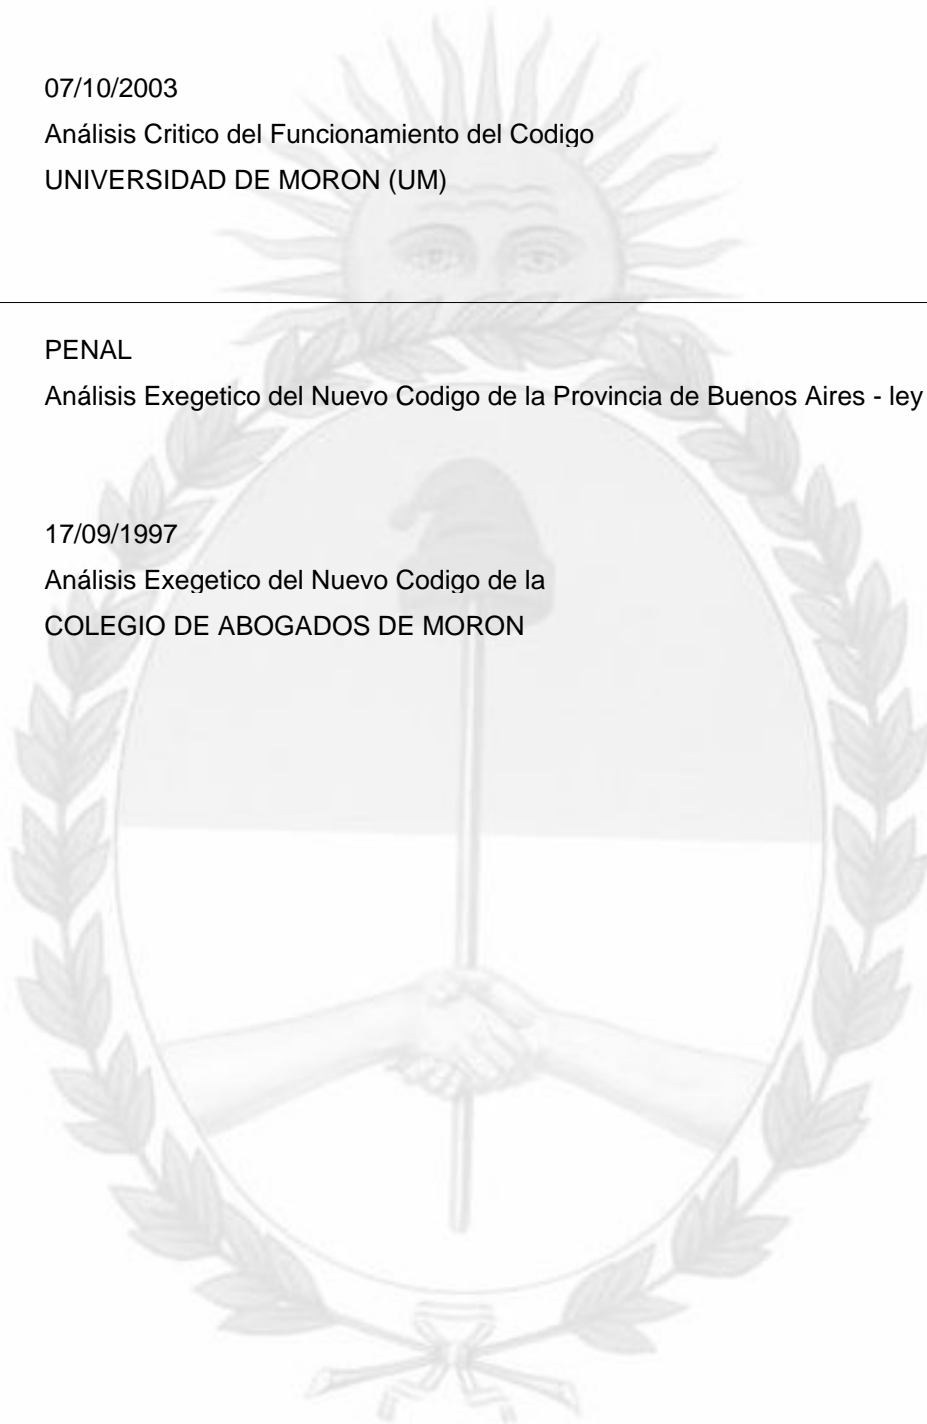 07/10/2003
Análisis Critico del Funcionamiento del Codigo
UNIVERSIDAD DE MORON (UM)
PENAL
Análisis Exegetico del Nuevo Codigo de la Provincia de Buenos Aires - ley
17/09/1997
Análisis Exegetico del Nuevo Codigo de la
COLEGIO DE ABOGADOS DE MORON